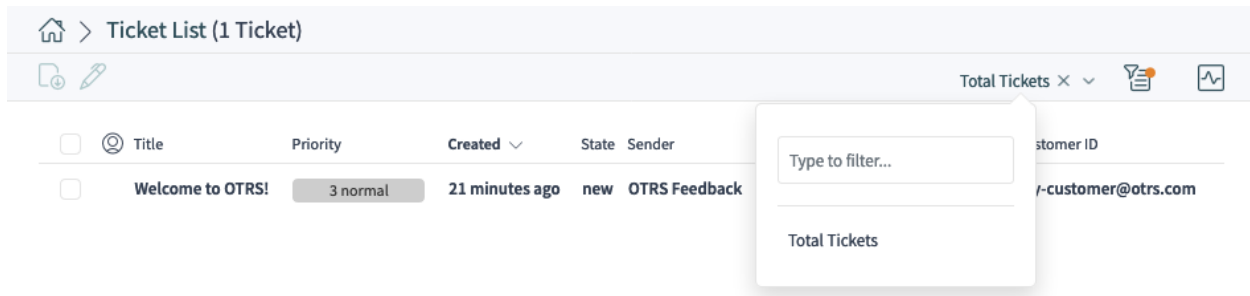 Ticket List (1 Ticket)
Total Tickets
Title Priority Created State Sender stomer ID
Type to filter...
Welcome to OTRS! 3 normal 21 minutes ago new OTRS Feedback y-customer@otrs.com
Total Tickets